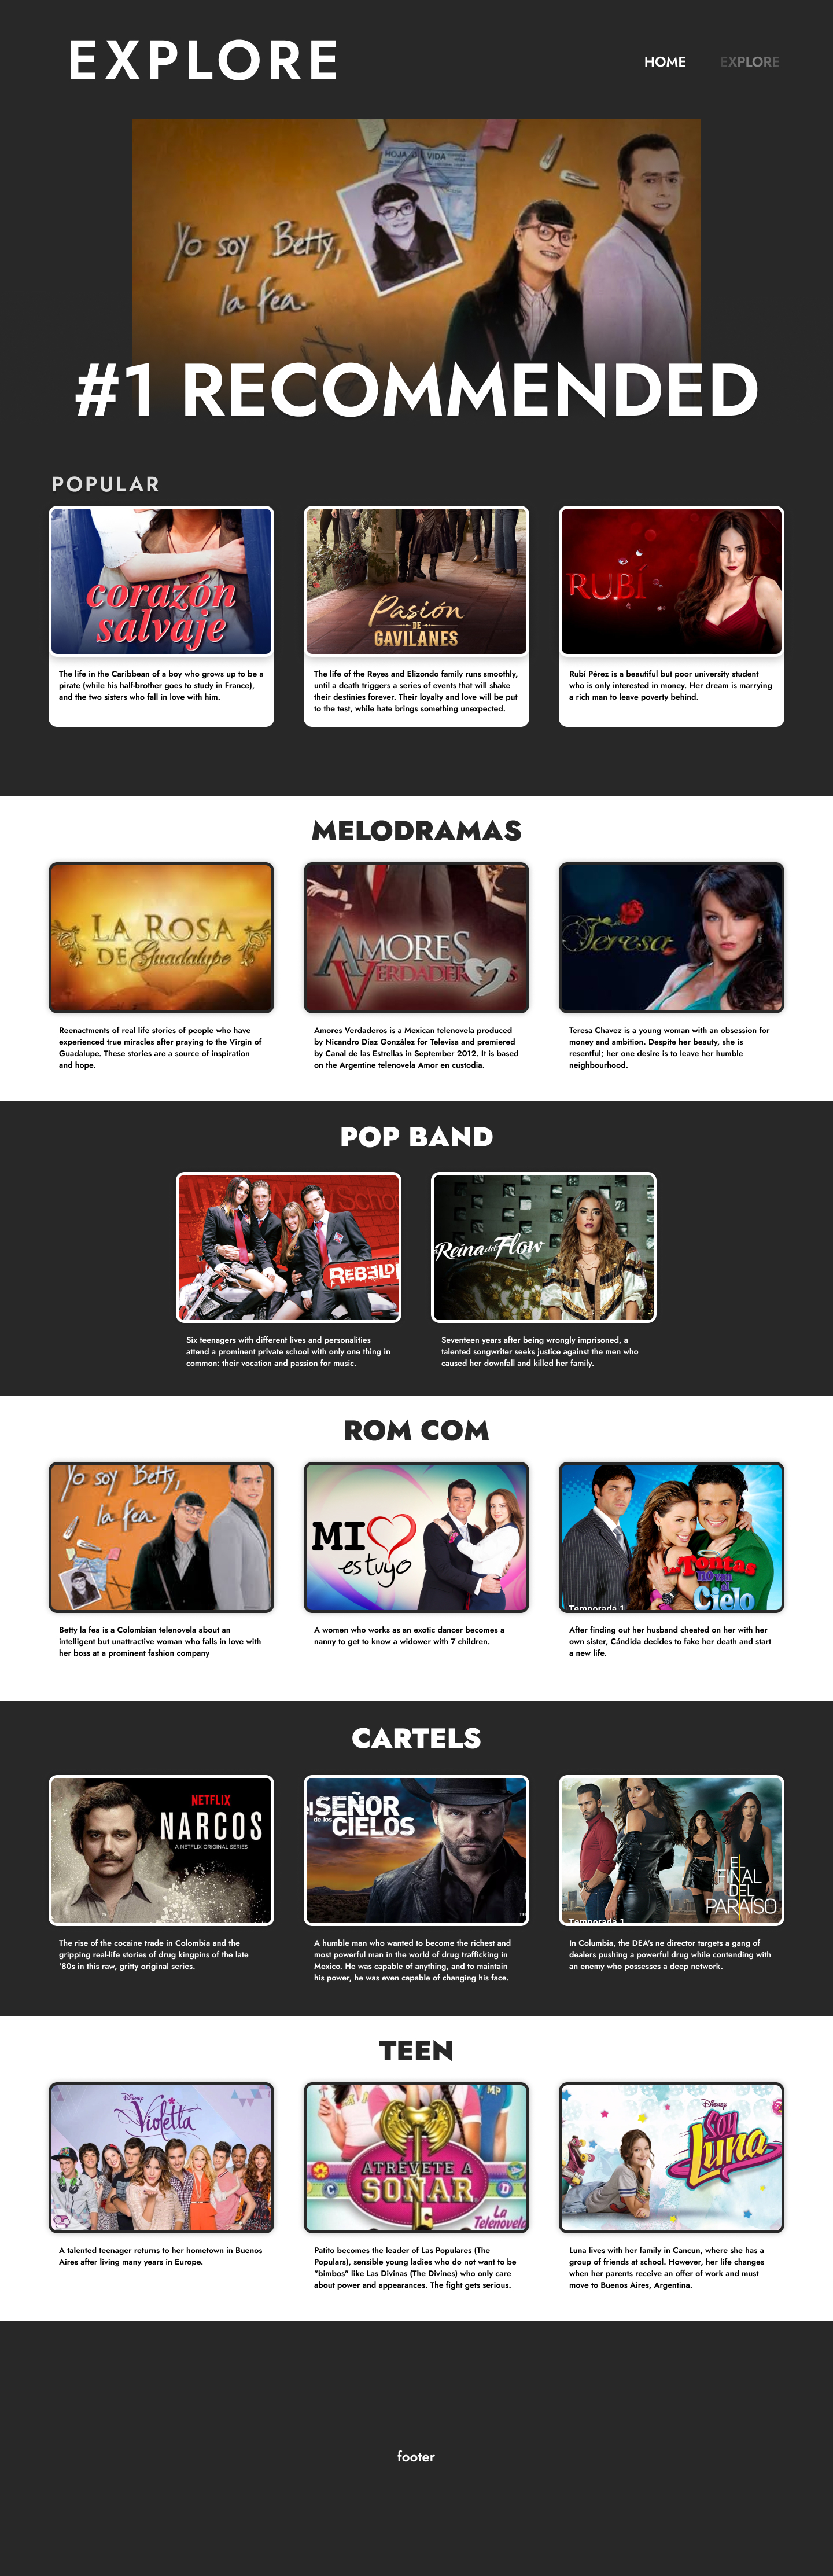 EXPLORE
HOME
EXPLORE
HOJA DE VIDA
Yo soy Betty,
la fea.
#1 RECOMMENDED
POPULAR
corazón
salvaje
Pasión
DE
GAVILANES
RUBÍ
The life in the Caribbean of a boy who grows up to be a
pirate (while his half-brother goes to study in France),
and the two sisters who fall in love with him.
The life of the Reyes and Elizondo family runs smoothly,
until a death triggers a series of events that will shake
their destinies forever. Their loyalty and love will be put
to the test, while hate brings something unexpected.
Rubí Pérez is a beautiful but poor university student
who is only interested in money. Her dream is marrying
a rich man to leave poverty behind.
MELODRAMAS
LA ROSA
DE Guadalupe
AMORES
VERDADEROS
Teresa
Reenactments of real life stories of people who have
experienced true miracles after praying to the Virgin of
Guadalupe. These stories are a source of inspiration
and hope.
Amores Verdaderos is a Mexican telenovela produced
by Nicandro Díaz González for Televisa and premiered
by Canal de las Estrellas in September 2012. It is based
on the Argentine telenovela Amor en custodia.
Teresa Chavez is a young woman with an obsession for
money and ambition. Despite her beauty, she is
resentful; her one desire is to leave her humble
neighbourhood.
POP BAND
REBELD
Reina del Flow
Six teenagers with different lives and personalities
attend a prominent private school with only one thing in
common: their vocation and passion for music.
Seventeen years after being wrongly imprisoned, a
talented songwriter seeks justice against the men who
caused her downfall and killed her family.
ROM COM
Yo soy Betty,
la fea.
MI
es tuyo
Las Tontas
no van
al
Cielo
Temporada 1
Betty la fea is a Colombian telenovela about an
intelligent but unattractive woman who falls in love with
her boss at a prominent fashion company
A women who works as an exotic dancer becomes a
nanny to get to know a widower with 7 children.
After finding out her husband cheated on her with her
own sister, Cándida decides to fake her death and start
a new life.
CARTELS
NETFLIX
NARCOS
A NETFLIX ORIGINAL SERIES
el SEÑOR
de los CIELOS
EL
FINAL
DEL
PARAÍSO
Temporada 1
The rise of the cocaine trade in Colombia and the
gripping real-life stories of drug kingpins of the late
'80s in this raw, gritty original series.
A humble man who wanted to become the richest and
most powerful man in the world of drug trafficking in
Mexico. He was capable of anything, and to maintain
his power, he was even capable of changing his face.
In Columbia, the DEA's ne director targets a gang of
dealers pushing a powerful drug while contending with
an enemy who possesses a deep network.
TEEN
Disney
Violetta
MP
ATRÉVETE A
SOÑAR
C
D
C
La
Telenovela
Disney
SOY
Luna
A talented teenager returns to her hometown in Buenos
Aires after living many years in Europe.
Patito becomes the leader of Las Populares (The
Populars), sensible young ladies who do not want to be
"bimbos" like Las Divinas (The Divines) who only care
about power and appearances. The fight gets serious.
Luna lives with her family in Cancun, where she has a
group of friends at school. However, her life changes
when her parents receive an offer of work and must
move to Buenos Aires, Argentina.
footer